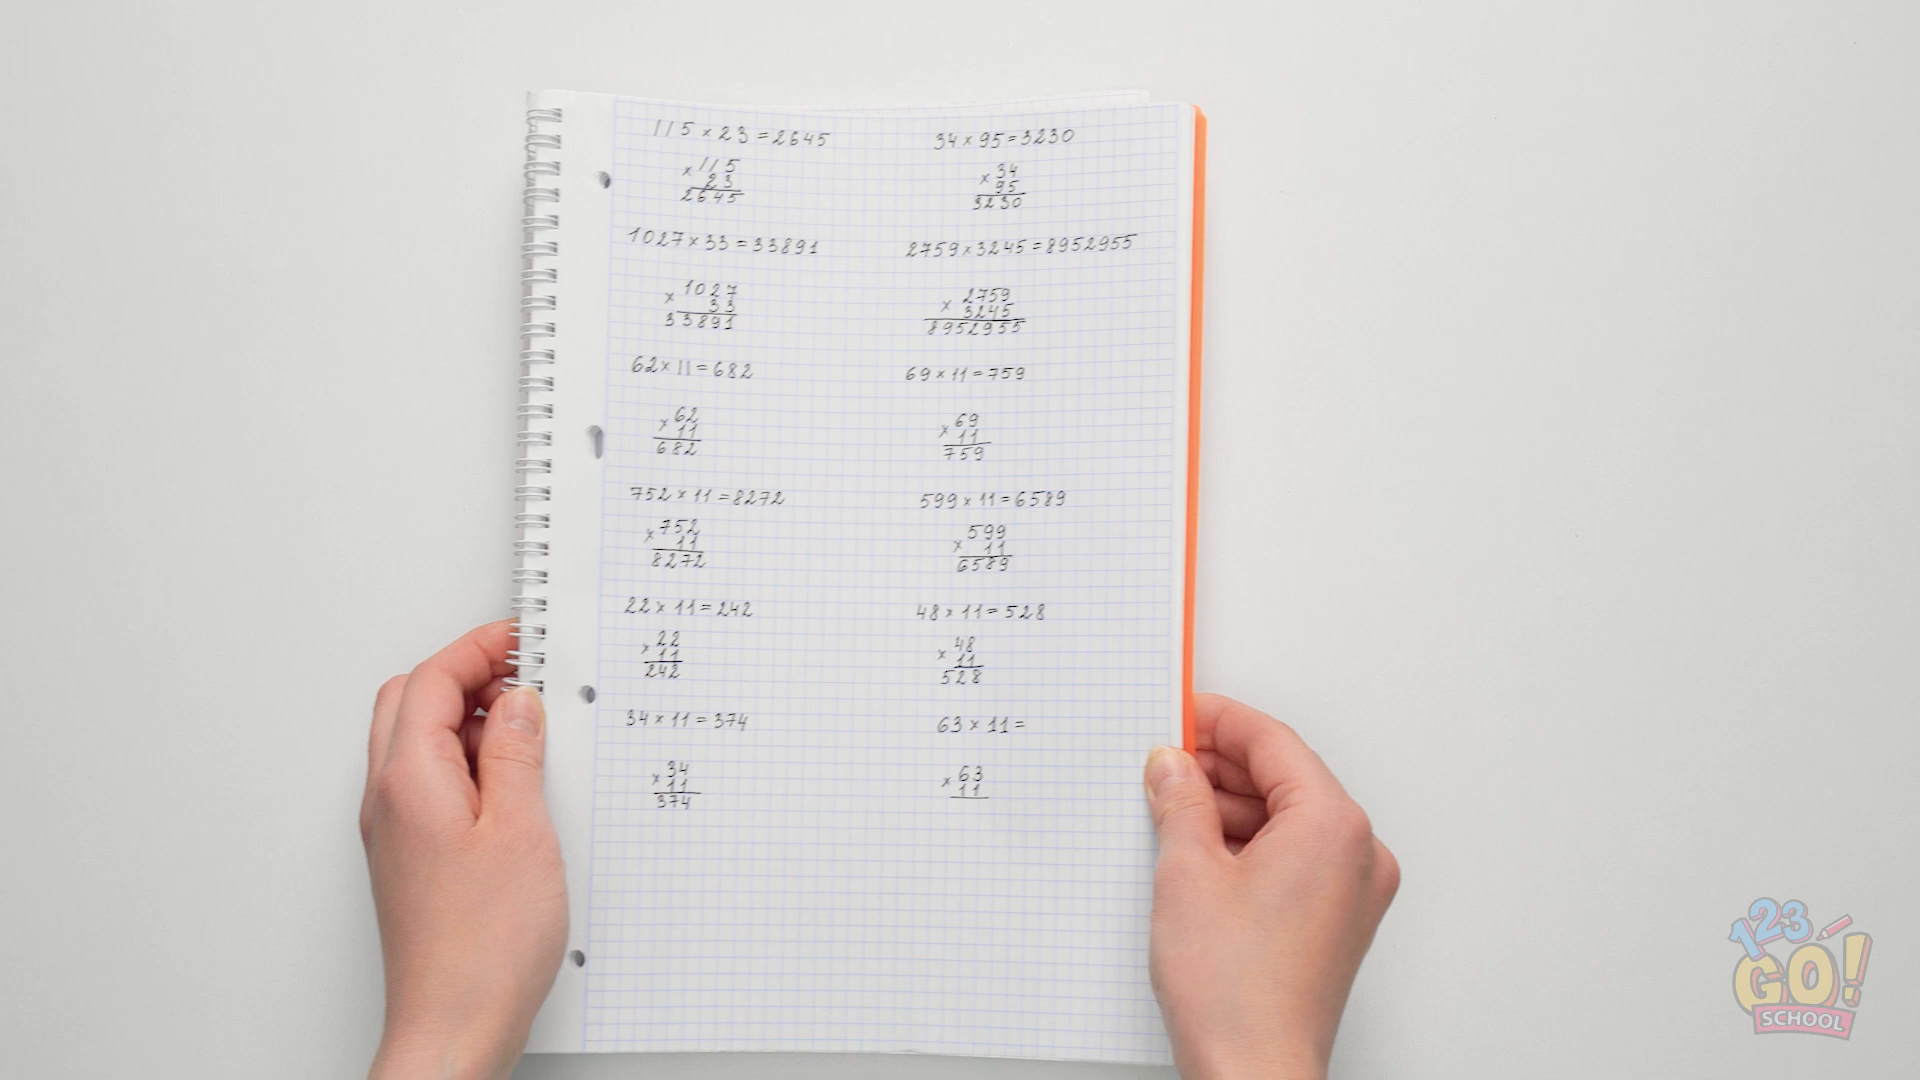 115 × 23 = 2645
× 115
23
2645
34 × 95 = 3230
× 34
95
3230
1027 × 33 = 33891
× 1027
33
33891
2759 × 3245 = 8952955
× 2759
3245
8952955
62 × 11 = 682
× 62
11
682
69 × 11 = 759
× 69
11
759
752 × 11 = 8272
× 752
11
8272
599 × 11 = 6589
× 599
11
6589
22 × 11 = 242
× 22
11
242
48 × 11 = 528
× 48
11
528
34 × 11 = 374
× 34
11
374
63 × 11 =
× 63
11
123
GO!
SCHOOL